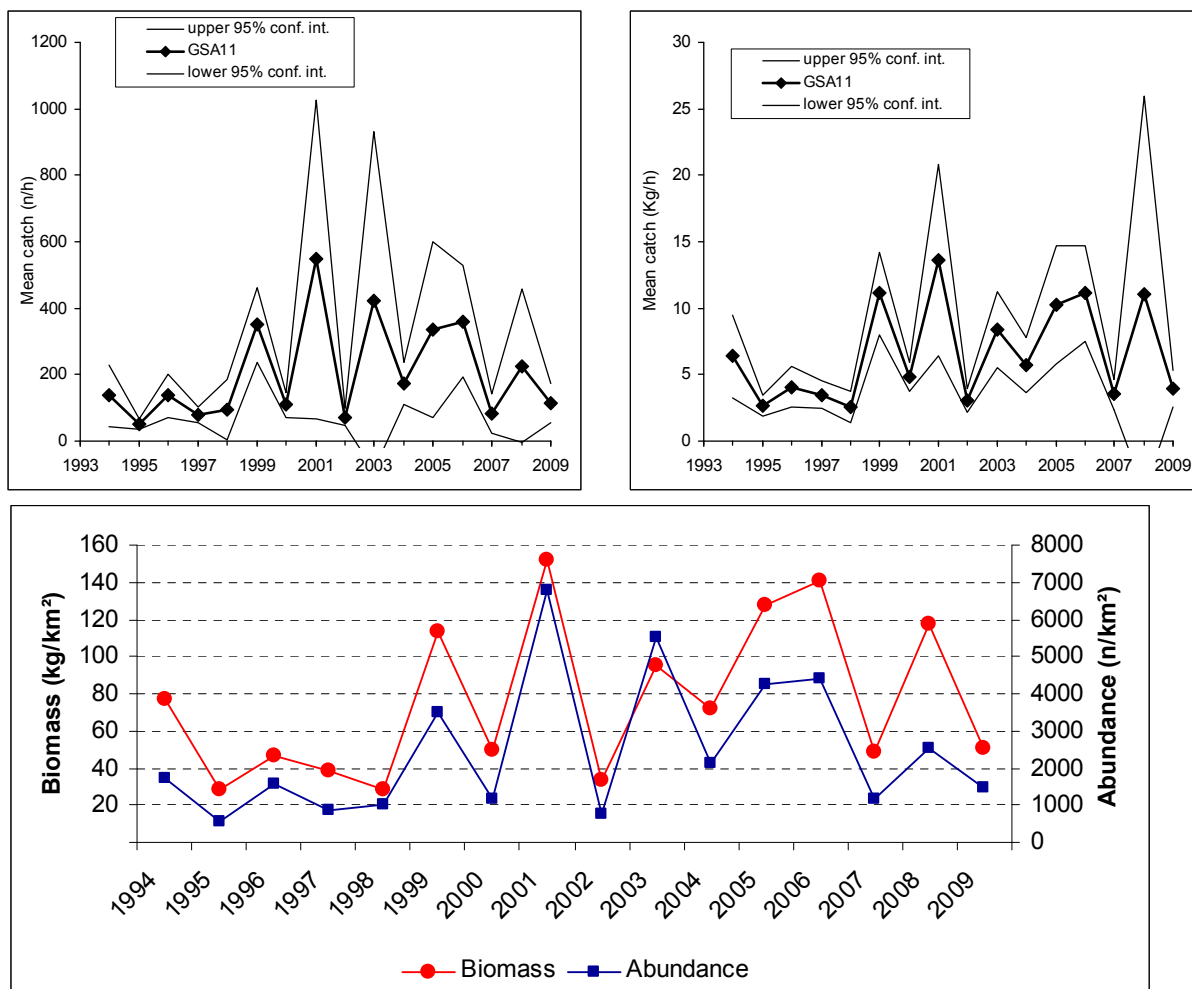 upper 95% conf. int.
GSA11
lower 95% conf. int.
Mean catch (n/h)
1200
1000
800
600
400
200
0
1993 1995 1997 1999 2001 2003 2005 2007 2009
upper 95% conf. int.
GSA11
lower 95% conf. int.
Mean catch (Kg/h)
30
25
20
15
10
5
0
1993 1995 1997 1999 2001 2003 2005 2007 2009
Biomass (kg/km²)
160
140
120
100
80
60
40
20
8000
7000
6000
5000
4000
3000
2000
1000
0
Abundance (n/km²)
1994 1995 1996 1997 1998 1999 2000 2001 2002 2003 2004 2005 2006 2007 2008 2009
Biomass Abundance